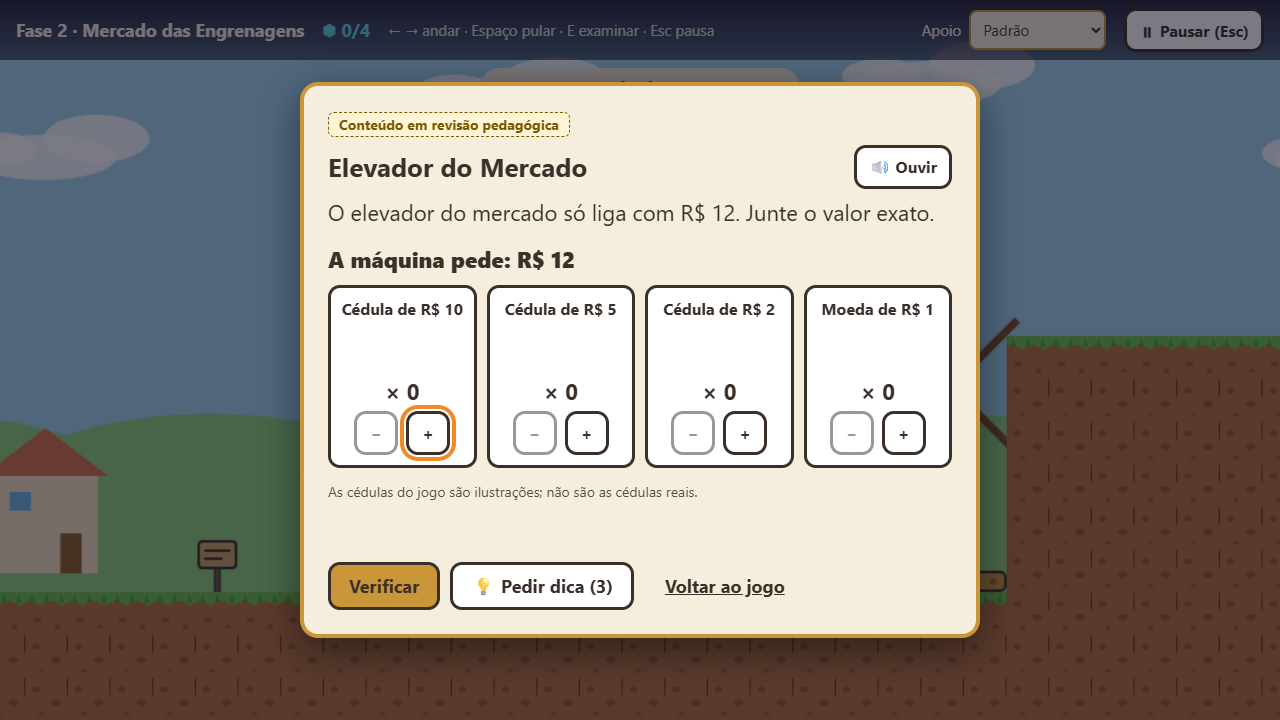 Fase 2 · Mercado das Engrenagens
0/4
← → andar · Espaço pular · E examinar · Esc pausa
Apoio
Padrão
Pausar (Esc)
Conteúdo em revisão pedagógica
Elevador do Mercado
Ouvir
O elevador do mercado só liga com R$ 12. Junte o valor exato.
A máquina pede: R$ 12
Cédula de R$ 10
Cédula de R$ 5
Cédula de R$ 2
Moeda de R$ 1
× 0
× 0
× 0
× 0
− +
− +
− +
− +
As cédulas do jogo são ilustrações; não são as cédulas reais.
Verificar
Pedir dica (3)
Voltar ao jogo